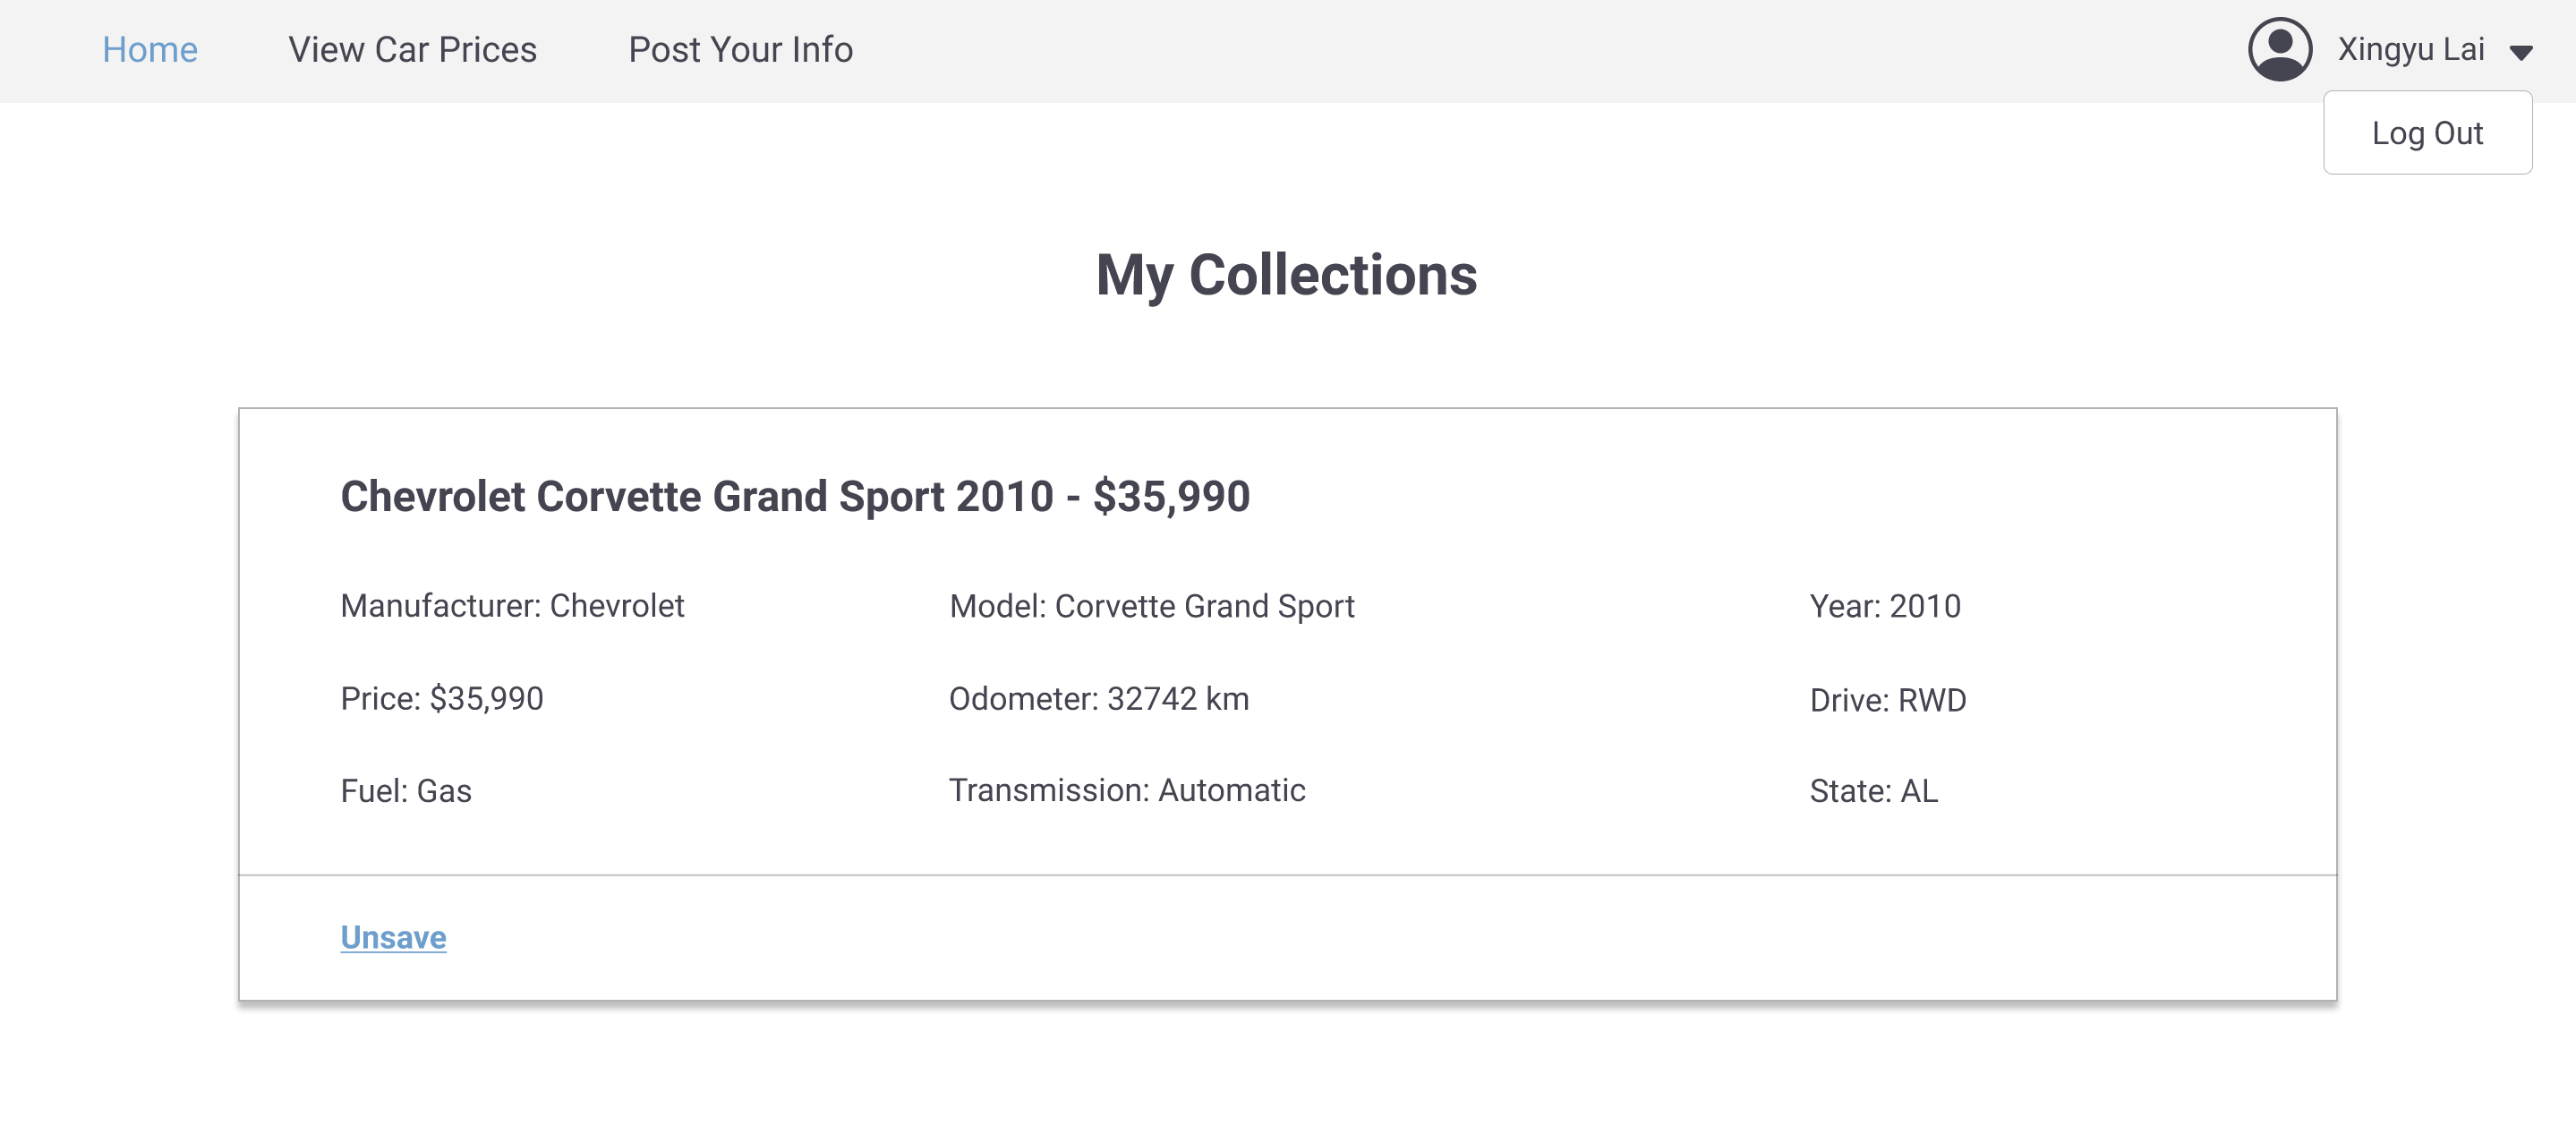 Home View Car Prices Post Your Info Xingyu Lai
Log Out
My Collections
Chevrolet Corvette Grand Sport 2010 - $35,990
Manufacturer: Chevrolet Model: Corvette Grand Sport Year: 2010
Price: $35,990 Odometer: 32742 km Drive: RWD
Fuel: Gas Transmission: Automatic State: AL
Unsave